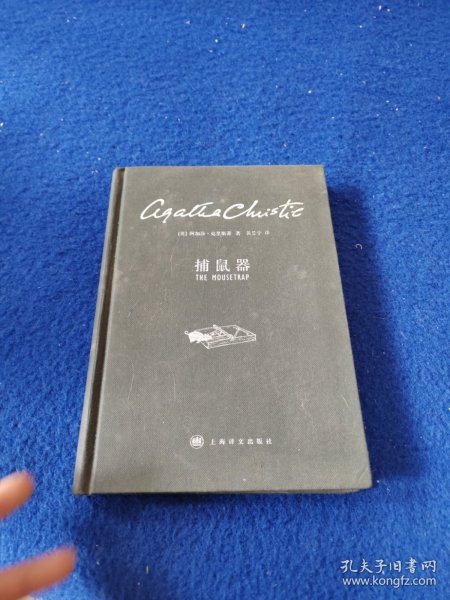 Agatha Christie
[英] 阿加莎·克里斯蒂 著 黄昱宁 译
捕鼠器
THE MOUSETRAP
上海译文出版社
孔夫子旧书网
www.kongfz.com